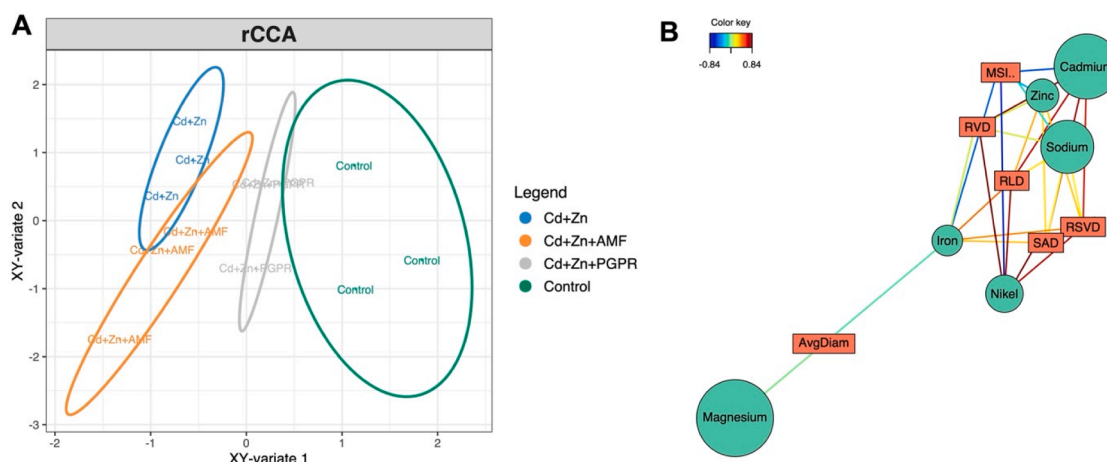 A
rCCA
2
1
0
-1
-2
-3
-2
-1
0
1
2
XY-variate 1
XY-variate 2
Cd+Zn
Cd+Zn
Cd+Zn
Cd+Zn+AMF
Cd+Zn+AMF
Cd+Zn+AMF
Cd+Zn+PGPR
Control
Control
Control
Legend
Cd+Zn
Cd+Zn+AMF
Cd+Zn+PGPR
Control
B
Color key
-0.84 0.84
MSI..
Cadmium
Zinc
RVD
Sodium
RLD
RSVD
Iron
SAD
Nikel
AvgDiam
Magnesium